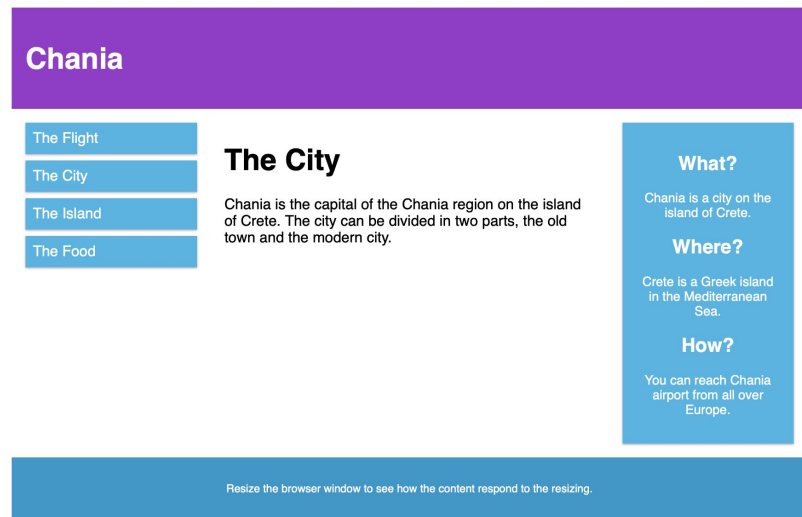 Chania
The Flight
The City
The Island
The Food
The City
Chania is the capital of the Chania region on the island
of Crete. The city can be divided in two parts, the old
town and the modern city.
What?
Chania is a city on the
island of Crete.
Where?
Crete is a Greek island
in the Mediterranean
Sea.
How?
You can reach Chania
airport from all over
Europe.
Resize the browser window to see how the content respond to the resizing.